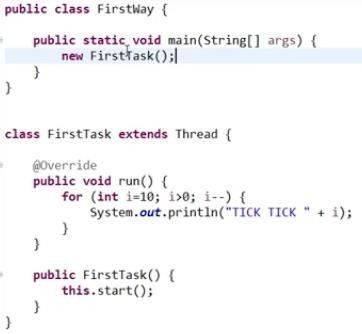 public class FirstWay {
public static void main(String[] args) {
new FirstTask();
}
}
class FirstTask extends Thread {
@Override
public void run() {
for (int i=10; i>0; i--) {
System.out.println("TICK TICK " + i);
}
}
public FirstTask() {
this.start();
}
}